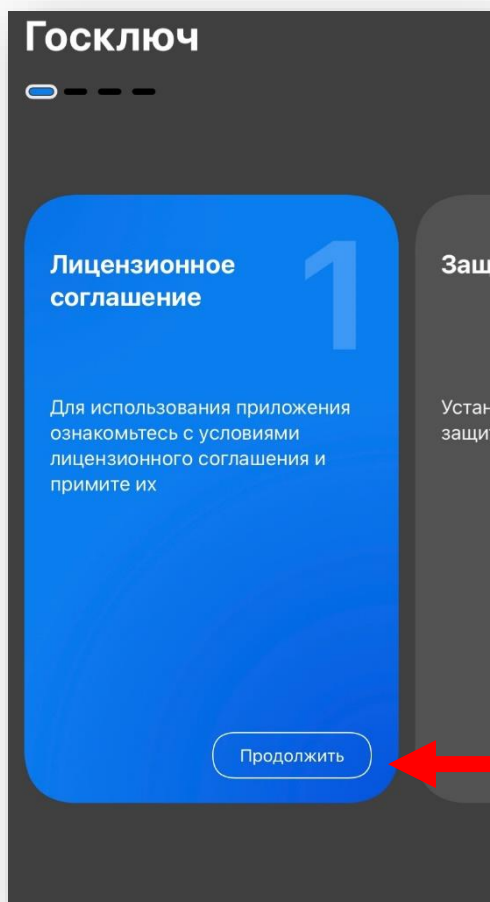 Госключ
1
Лицензионное
соглашение
Для использования приложения
ознакомьтесь с условиями
лицензионного соглашения и
примите их
Продолжить